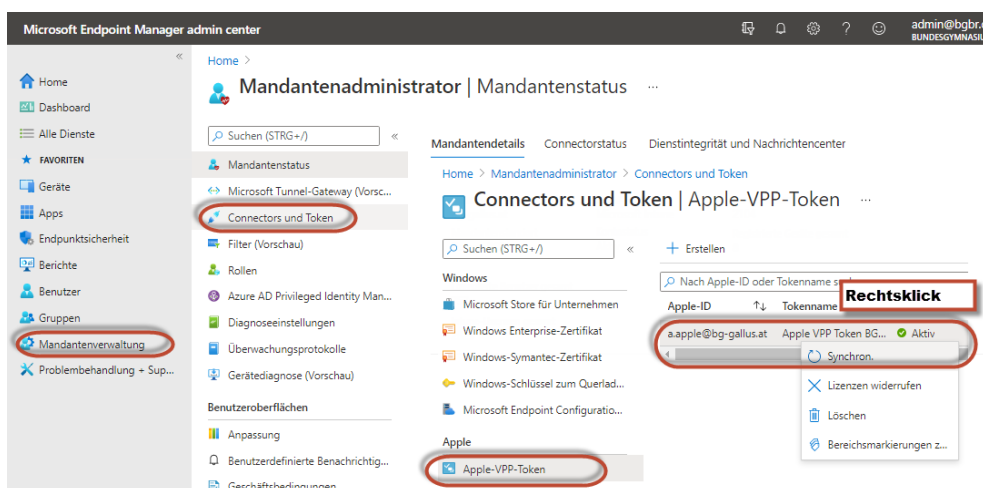 Microsoft Endpoint Manager admin center
admin@bgbr.
BUNDESGYMNASIU
Home
Dashboard
Alle Dienste
FAVORITEN
Geräte
Apps
Endpunktsicherheit
Berichte
Benutzer
Gruppen
Mandantenverwaltung
Problembehandlung + Sup...
Home >
Mandantenadministrator | Mandantenstatus ...
Suchen (STRG+/)
Mandantenstatus
Microsoft Tunnel-Gateway (Vorsc...
Connectors und Token
Filter (Vorschau)
Rollen
Azure AD Privileged Identity Man...
Diagnoseeinstellungen
Überwachungsprotokolle
Gerätediagnose (Vorschau)
Benutzeroberflächen
Anpassung
Benutzerdefinierte Benachrichtig...
Geschäftsbedingungen
Mandantendetails Connectorstatus Dienstintegrität und Nachrichtencenter
Home > Mandantenadministrator > Connectors und Token
Connectors und Token | Apple-VPP-Token ...
Suchen (STRG+/)
Windows
Microsoft Store für Unternehmen
Windows Enterprise-Zertifikat
Windows-Symantec-Zertifikat
Windows-Schlüssel zum Querlad...
Microsoft Endpoint Configuratio...
Apple
Apple-VPP-Token
+ Erstellen
Nach Apple-ID oder Tokenname
Rechtsklick
Apple-ID ↑↓ Tokenname
a.apple@bg-gallus.at Apple VPP Token BG... Aktiv
Synchron.
Lizenzen widerrufen
Löschen
Bereichsmarkierungen z...